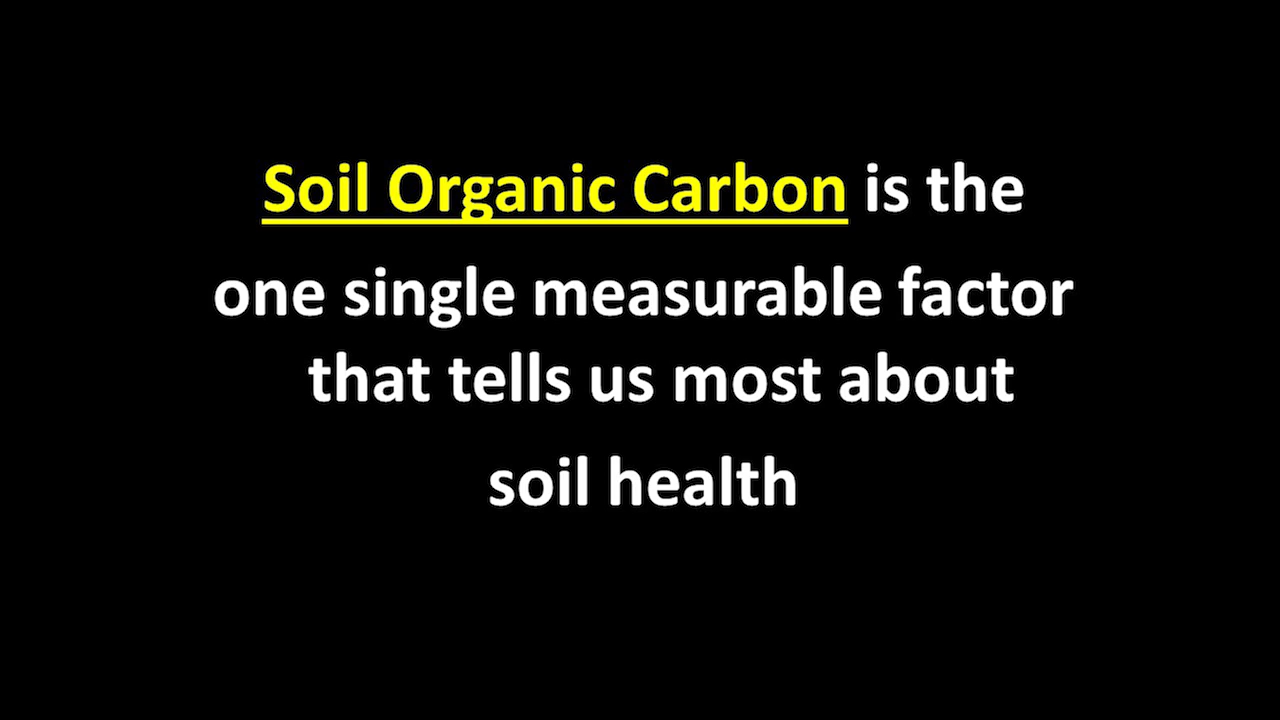 Soil Organic Carbon is the
one single measurable factor
that tells us most about
soil health